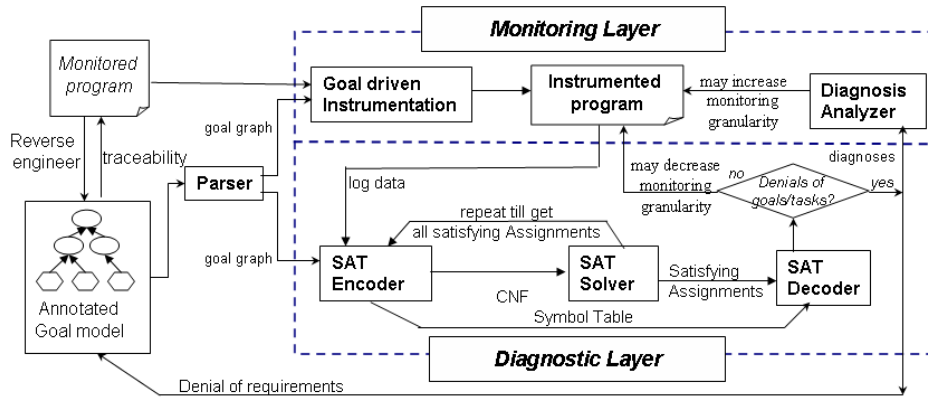 Monitoring Layer
Monitored
program
Goal driven
Instrumentation
Instrumented
program
may increase
monitoring
granularity
Diagnosis
Analyzer
goal graph
Reverse
engineer
traceability
Parser
log data
may decrease
monitoring
granularity
no
Denials of
goals/tasks?
yes
diagnoses
repeat till get
all satisfying Assignments
goal graph
SAT
Encoder
CNF
SAT
Solver
Satisfying
Assignments
SAT
Decoder
Symbol Table
Annotated
Goal model
Diagnostic Layer
Denial of requirements